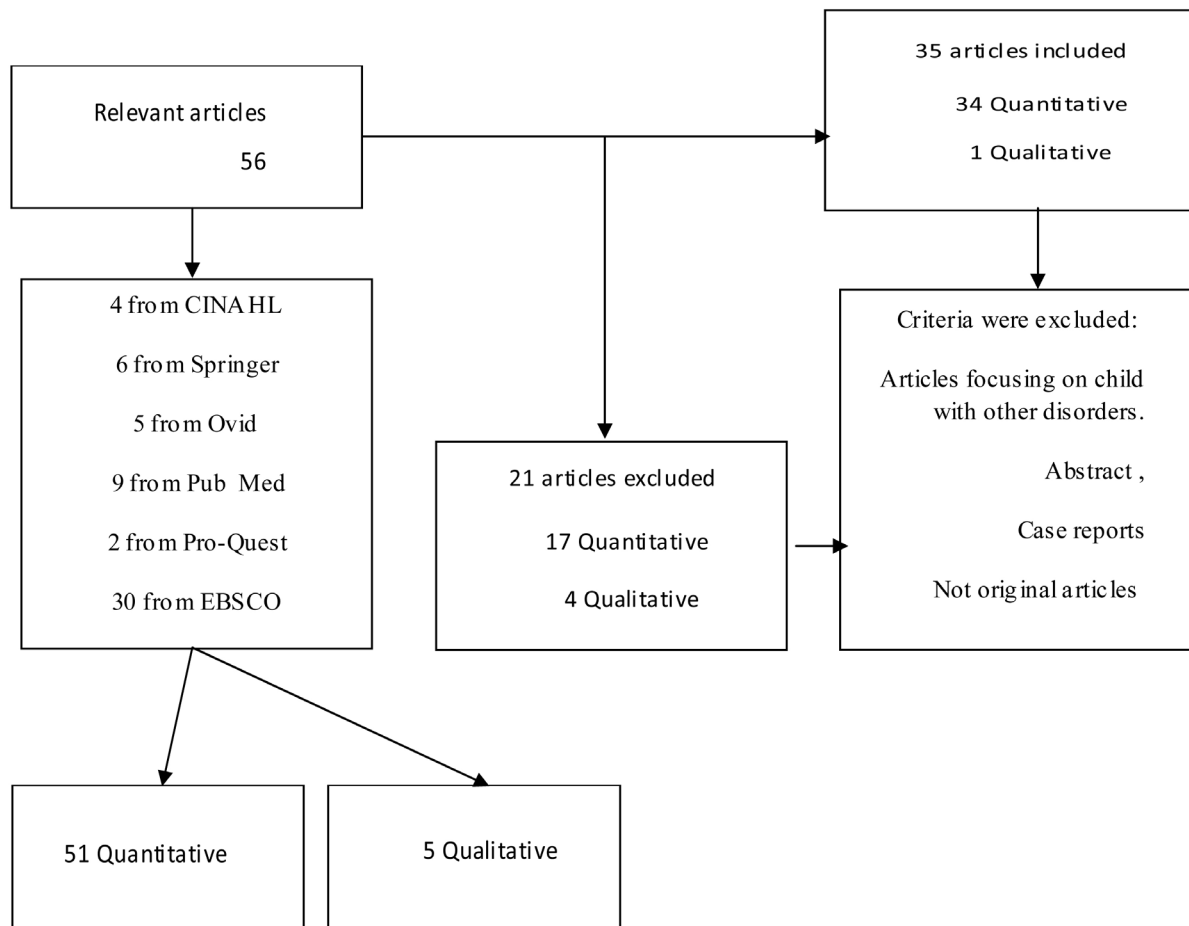 Relevant articles
56
35 articles included
34 Quantitative
1 Qualitative
4 from CINAHL
6 from Springer
5 from Ovid
9 from Pub Med
2 from Pro-Quest
30 from EBSCO
21 articles excluded
17 Quantitative
4 Qualitative
Criteria were excluded:
Articles focusing on child
with other disorders.
Abstract ,
Case reports
Not original articles
51 Quantitative
5 Qualitative